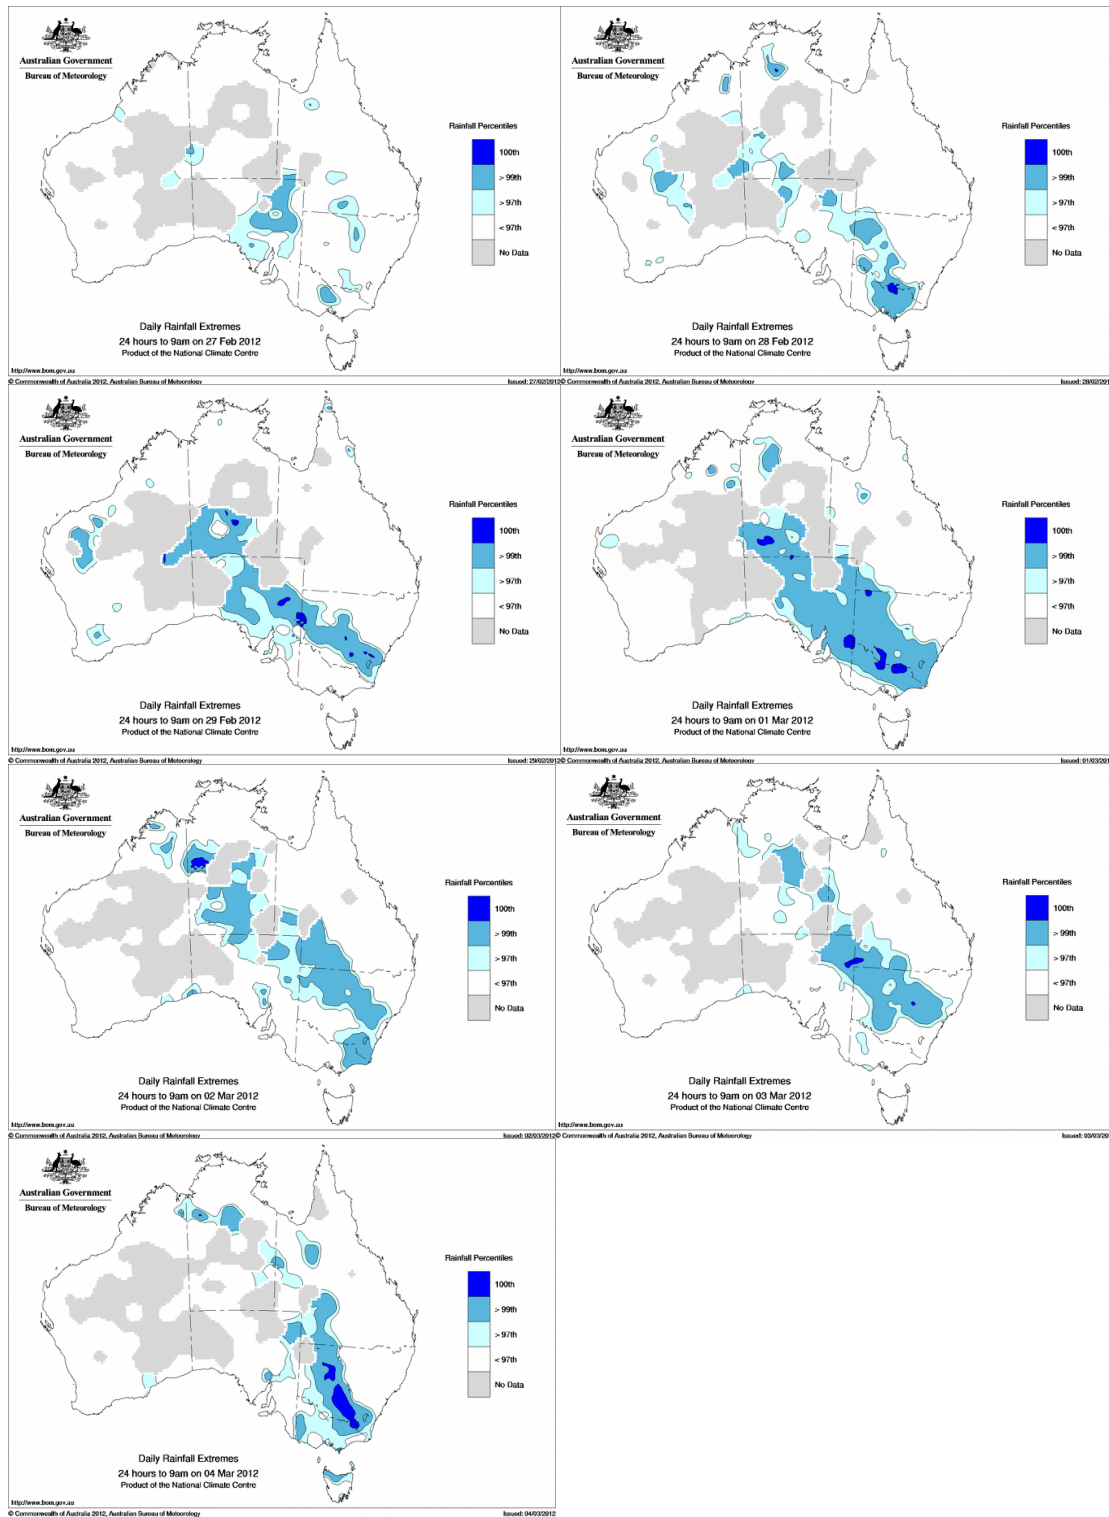 Australian Government
Bureau of Meteorology
Rainfall Percentiles
100th
> 99th
> 97th
< 97th
No Data
Daily Rainfall Extremes
24 hours to 9am on 27 Feb 2012
Product of the National Climate Centre
http://www.bom.gov.au
© Commonwealth of Australia 2012, Australian Bureau of Meteorology
Issued: 27/02/2012
Australian Government
Bureau of Meteorology
Rainfall Percentiles
100th
> 99th
> 97th
< 97th
No Data
Daily Rainfall Extremes
24 hours to 9am on 28 Feb 2012
Product of the National Climate Centre
http://www.bom.gov.au
© Commonwealth of Australia 2012, Australian Bureau of Meteorology
Issued: 28/02/201
Australian Government
Bureau of Meteorology
Rainfall Percentiles
100th
> 99th
> 97th
< 97th
No Data
Daily Rainfall Extremes
24 hours to 9am on 29 Feb 2012
Product of the National Climate Centre
http://www.bom.gov.au
© Commonwealth of Australia 2012, Australian Bureau of Meteorology
Issued: 29/02/2012
Australian Government
Bureau of Meteorology
Rainfall Percentiles
100th
> 99th
> 97th
< 97th
No Data
Daily Rainfall Extremes
24 hours to 9am on 01 Mar 2012
Product of the National Climate Centre
http://www.bom.gov.au
© Commonwealth of Australia 2012, Australian Bureau of Meteorology
Issued: 01/03/201
Australian Government
Bureau of Meteorology
Rainfall Percentiles
100th
> 99th
> 97th
< 97th
No Data
Daily Rainfall Extremes
24 hours to 9am on 02 Mar 2012
Product of the National Climate Centre
http://www.bom.gov.au
© Commonwealth of Australia 2012, Australian Bureau of Meteorology
Issued: 02/03/2012
Australian Government
Bureau of Meteorology
Rainfall Percentiles
100th
> 99th
> 97th
< 97th
No Data
Daily Rainfall Extremes
24 hours to 9am on 03 Mar 2012
Product of the National Climate Centre
http://www.bom.gov.au
© Commonwealth of Australia 2012, Australian Bureau of Meteorology
Issued: 03/03/201
Australian Government
Bureau of Meteorology
Rainfall Percentiles
100th
> 99th
> 97th
< 97th
No Data
Daily Rainfall Extremes
24 hours to 9am on 04 Mar 2012
Product of the National Climate Centre
http://www.bom.gov.au
© Commonwealth of Australia 2012, Australian Bureau of Meteorology
Issued: 04/03/2012